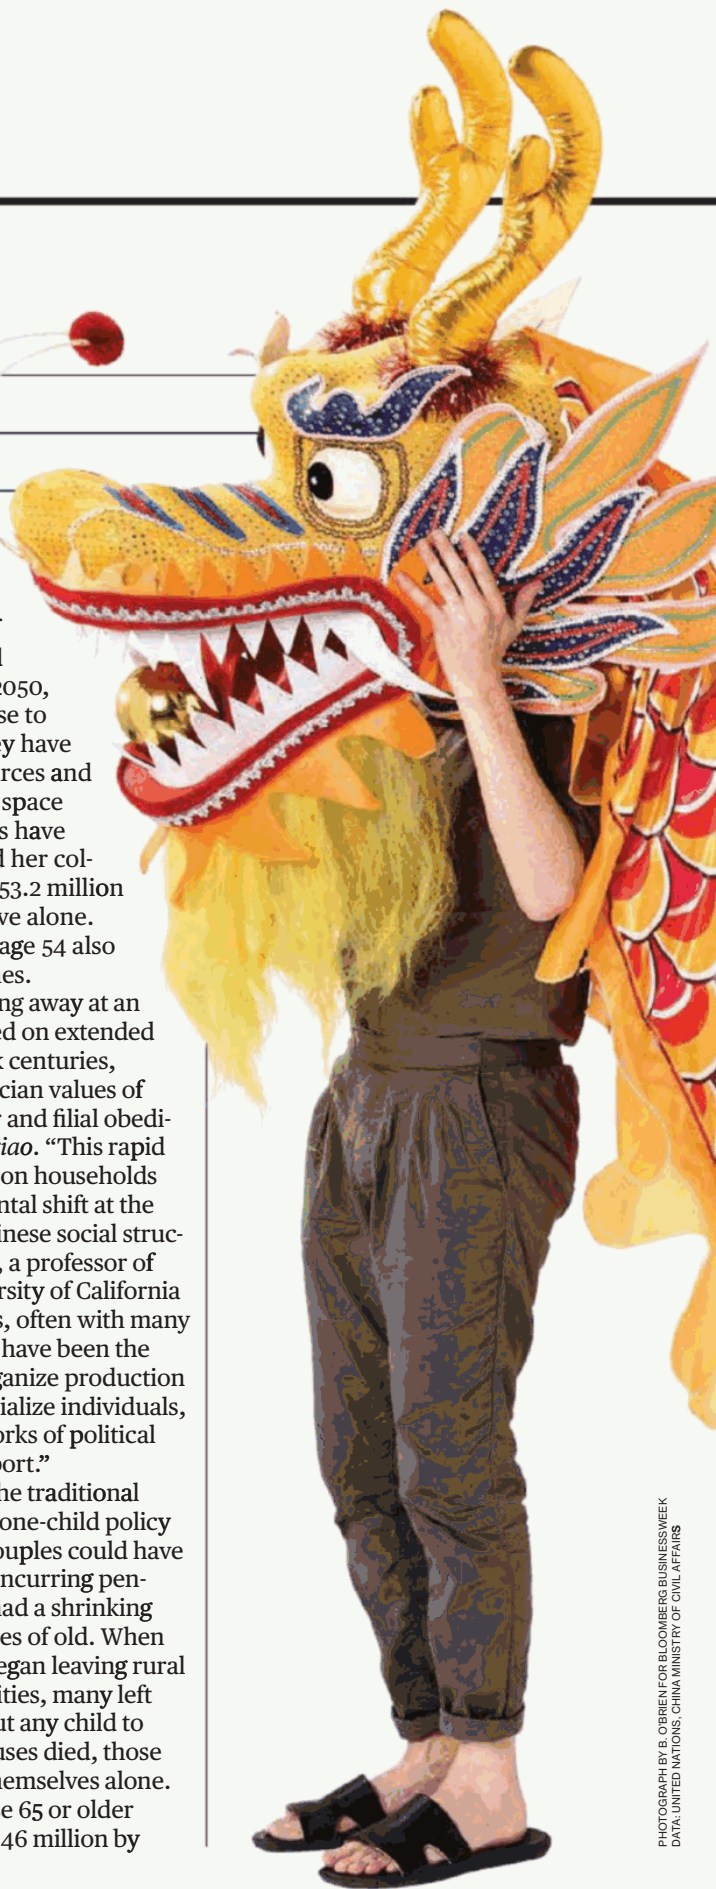 2050,
se to
ey have
rces and
space
s have
d her col-
53.2 million
ve alone.
age 54 also
es.
ng away at an
ed on extended
k centuries,
cian values of
r and filial obedi-
iao. “This rapid
on households
ntal shift at the
inese social struc-
, a professor of
rsity of California
s, often with many
have been the
ganize production
ialize individuals,
orks of political
port.”
he traditional
one-child policy
ouples could have
ncurring pen-
had a shrinking
es of old. When
egan leaving rural
ities, many left
ut any child to
uses died, those
hemselves alone.
se 65 or older
46 million by
PHOTOGRAPH BY B. O'BRIEN FOR BLOOMBERG BUSINESSWEEK
DATA: UNITED NATIONS, CHINA MINISTRY OF CIVIL AFFAIRS